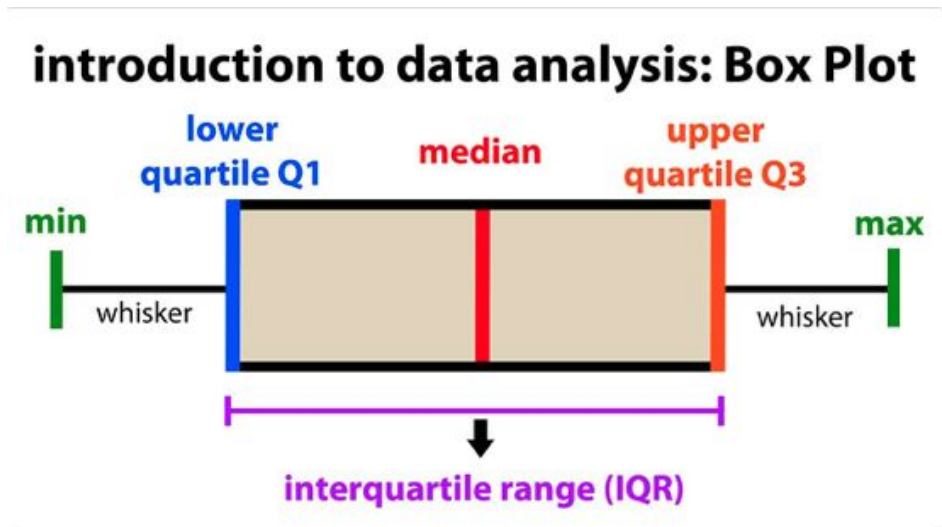 introduction to data analysis: Box Plot
lower
quartile Q1
median
upper
quartile Q3
min
max
whisker
whisker
interquartile range (IQR)